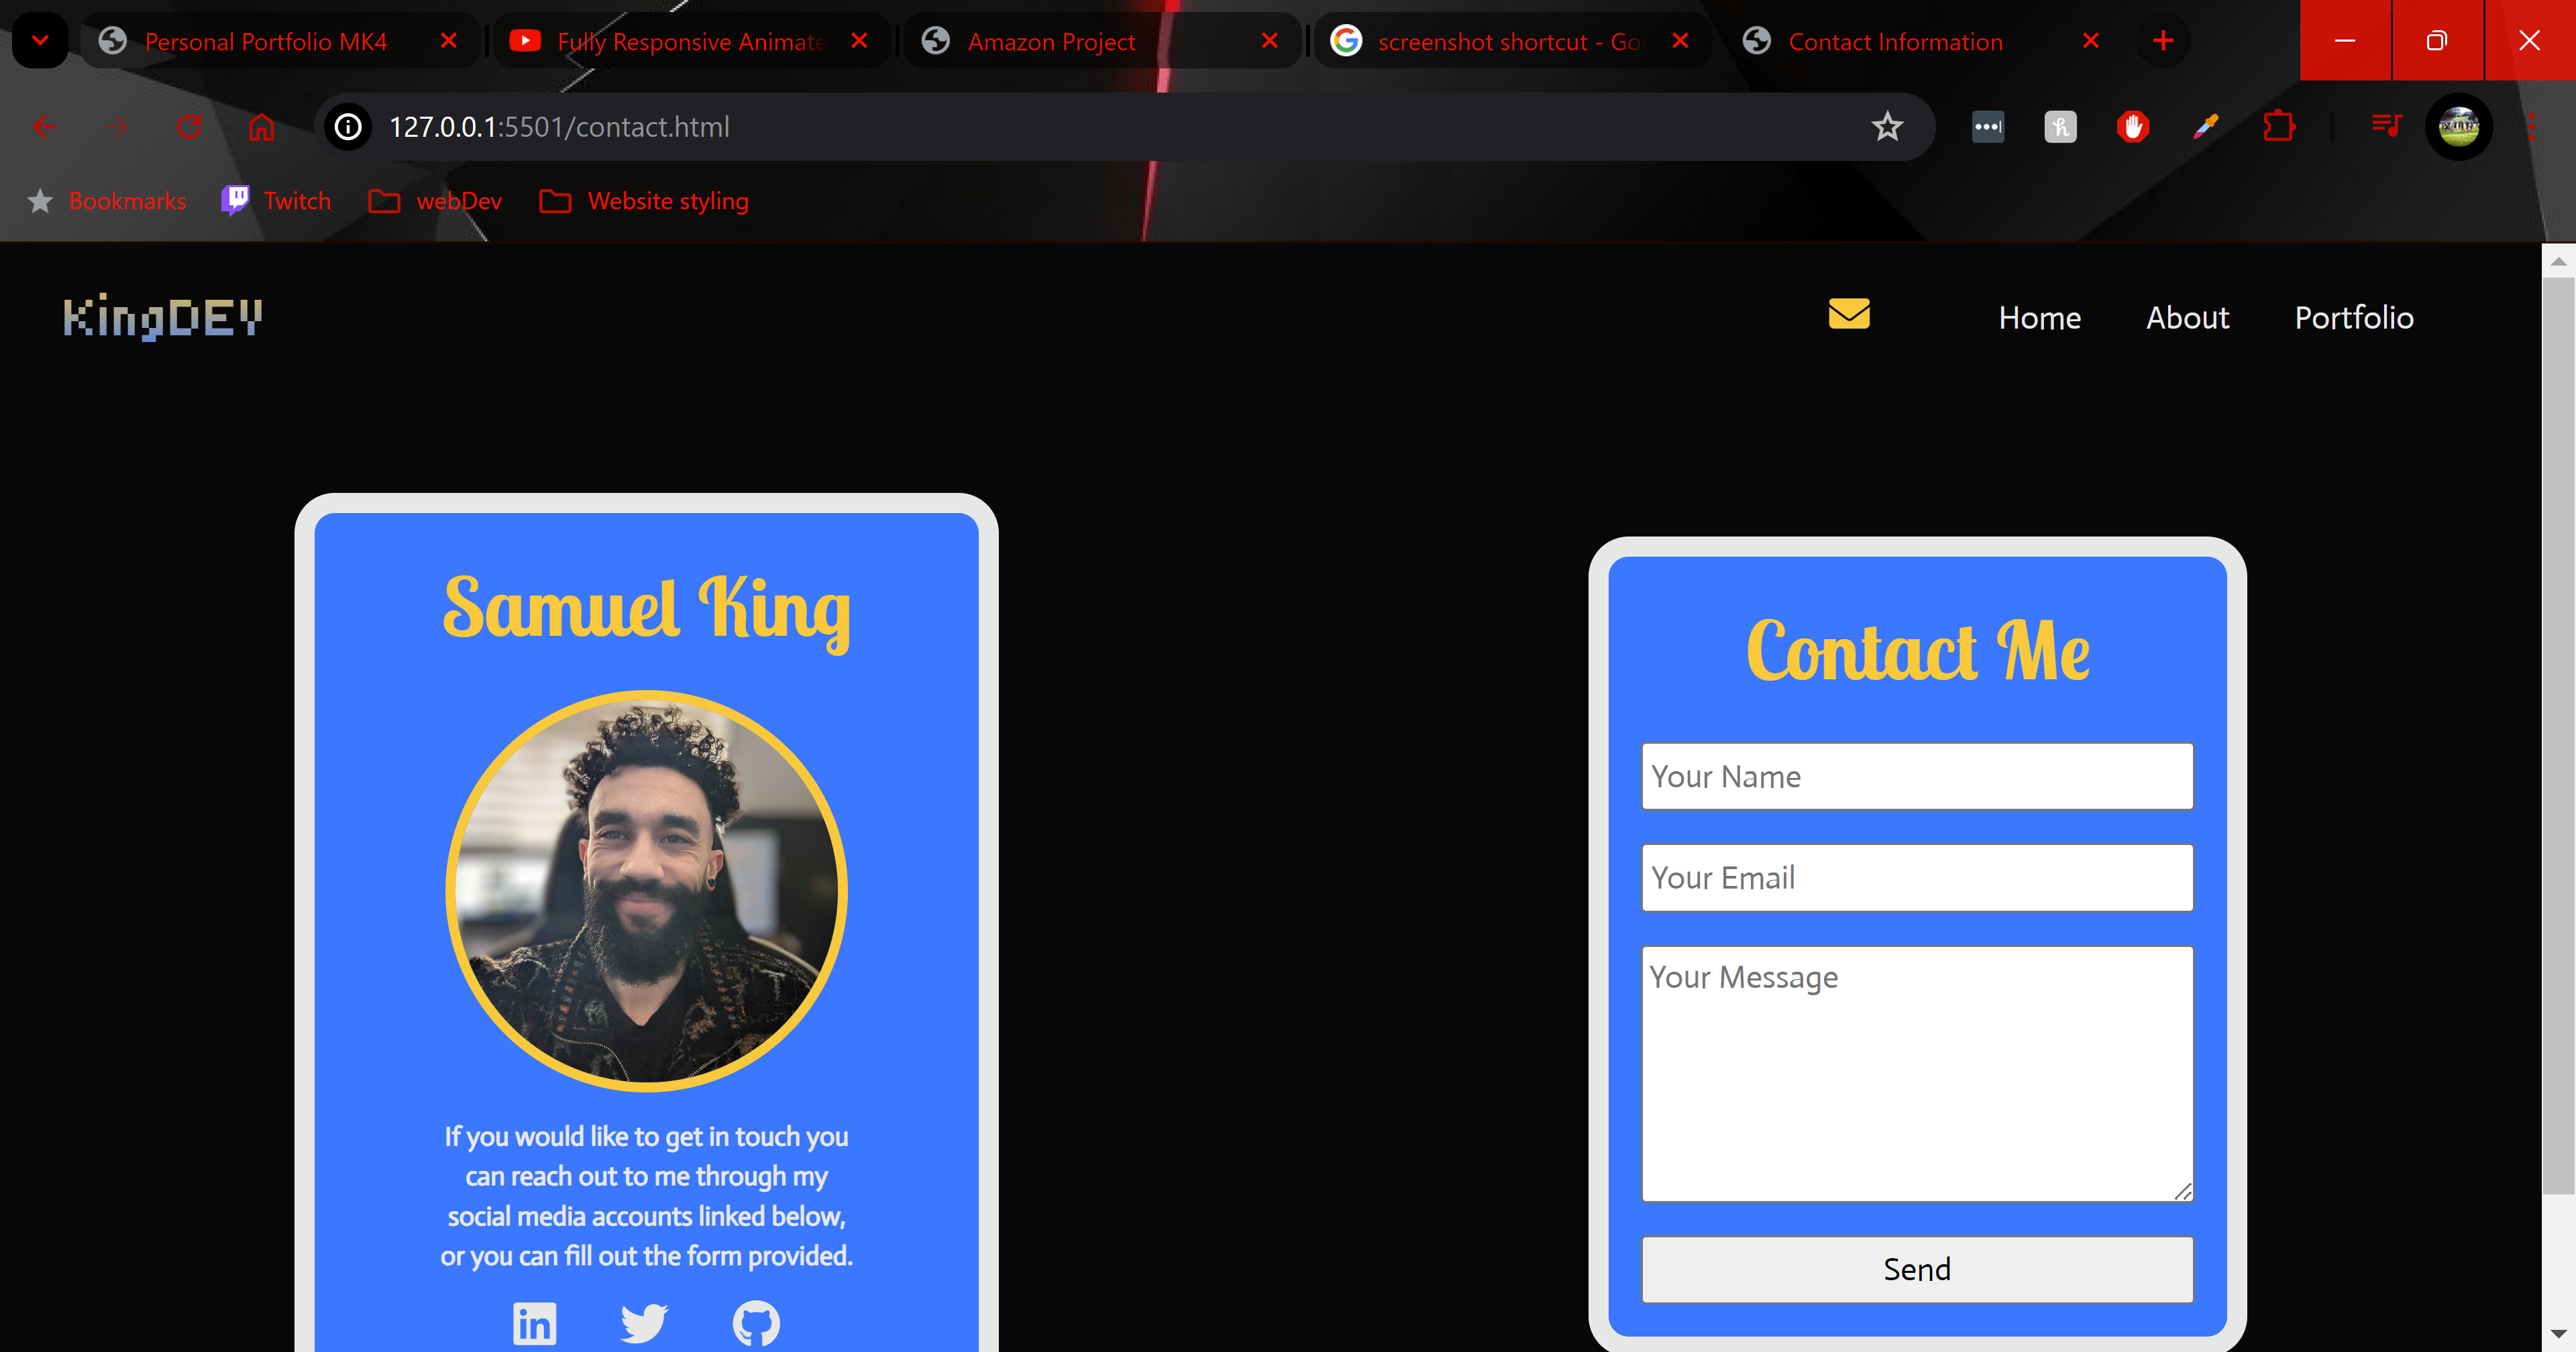 Personal Portfolio MK4
Fully Responsive Animate
Amazon Project
screenshot shortcut - Go
Contact Information
127.0.0.1:5501/contact.html
Bookmarks
Twitch
webDev
Website styling
KingDEV
Home
About
Portfolio
Samuel King
If you would like to get in touch you
can reach out to me through my
social media accounts linked below,
or you can fill out the form provided.
in
Contact Me
Your Name
Your Email
Your Message
Send